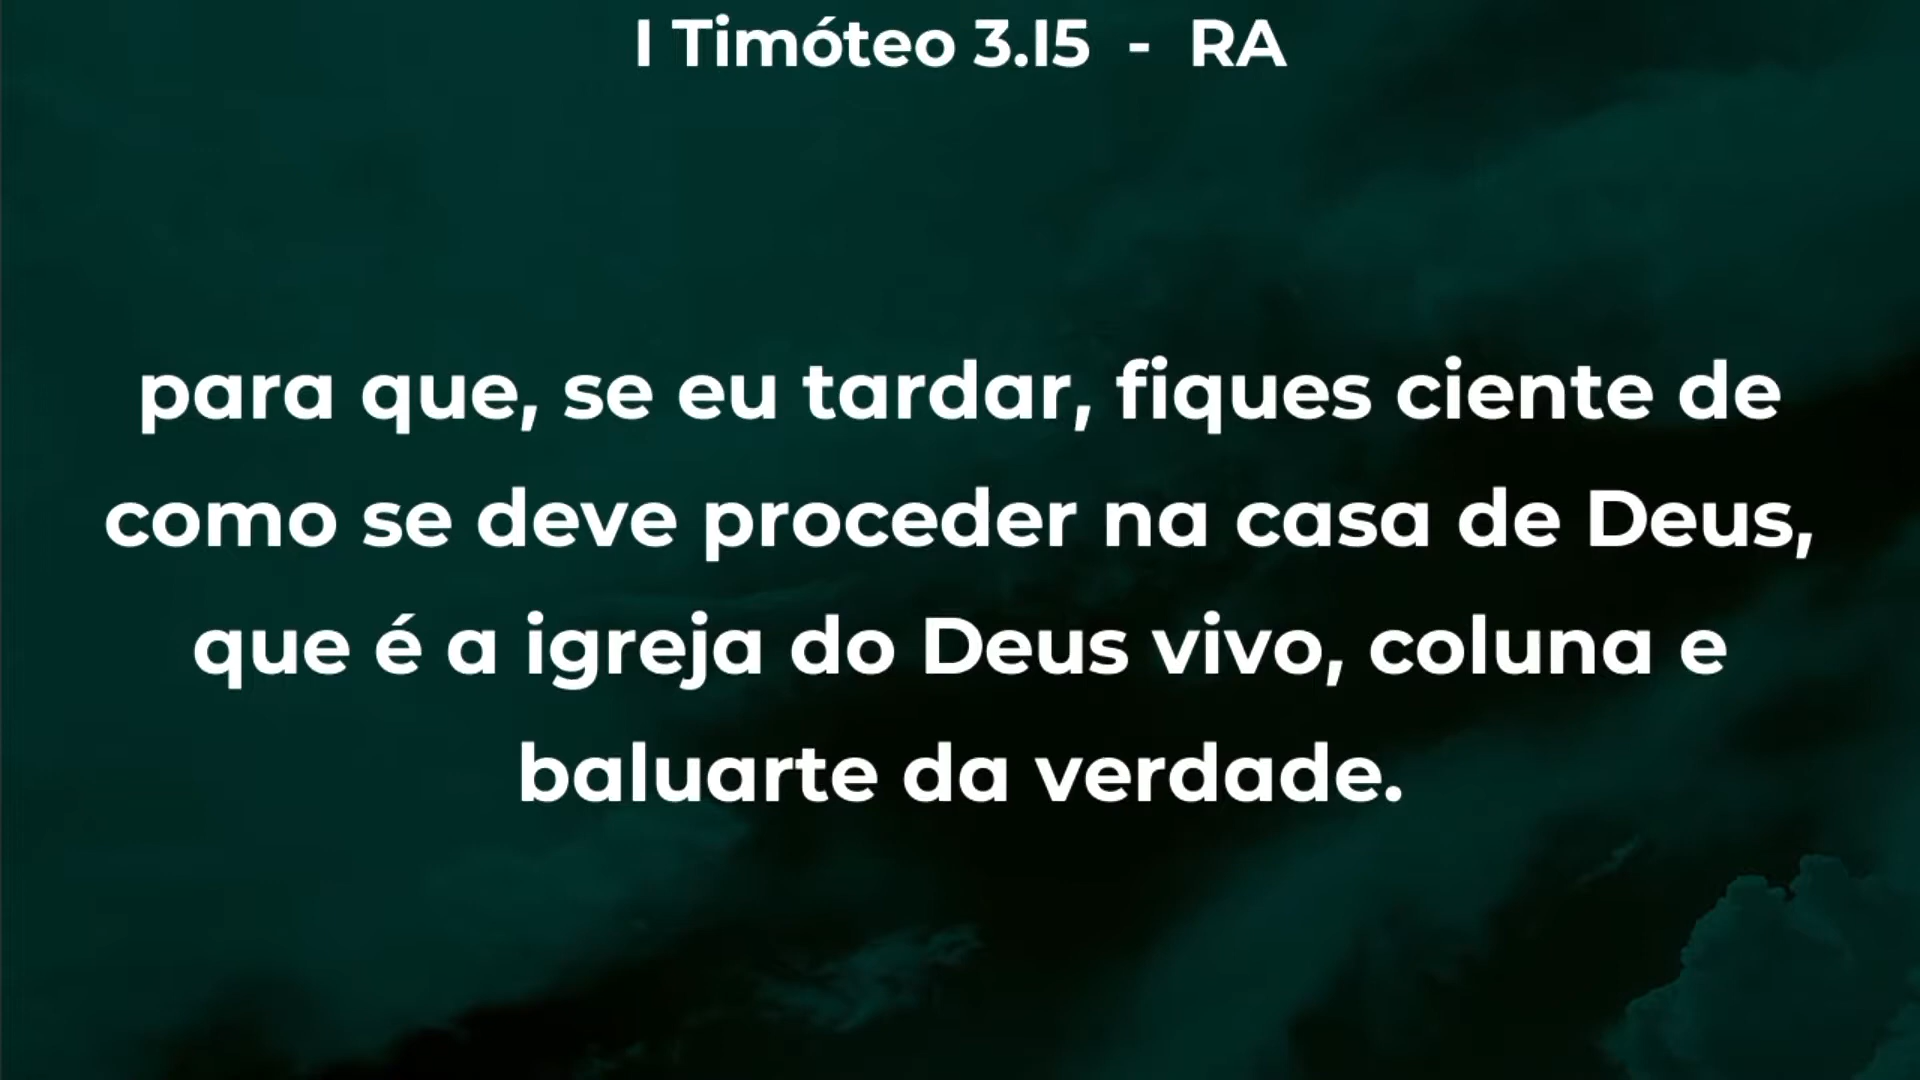 I Timóteo 3.I5 - RA
para que, se eu tardar, fiques ciente de
como se deve proceder na casa de Deus,
que é a igreja do Deus vivo, coluna e
baluarte da verdade.